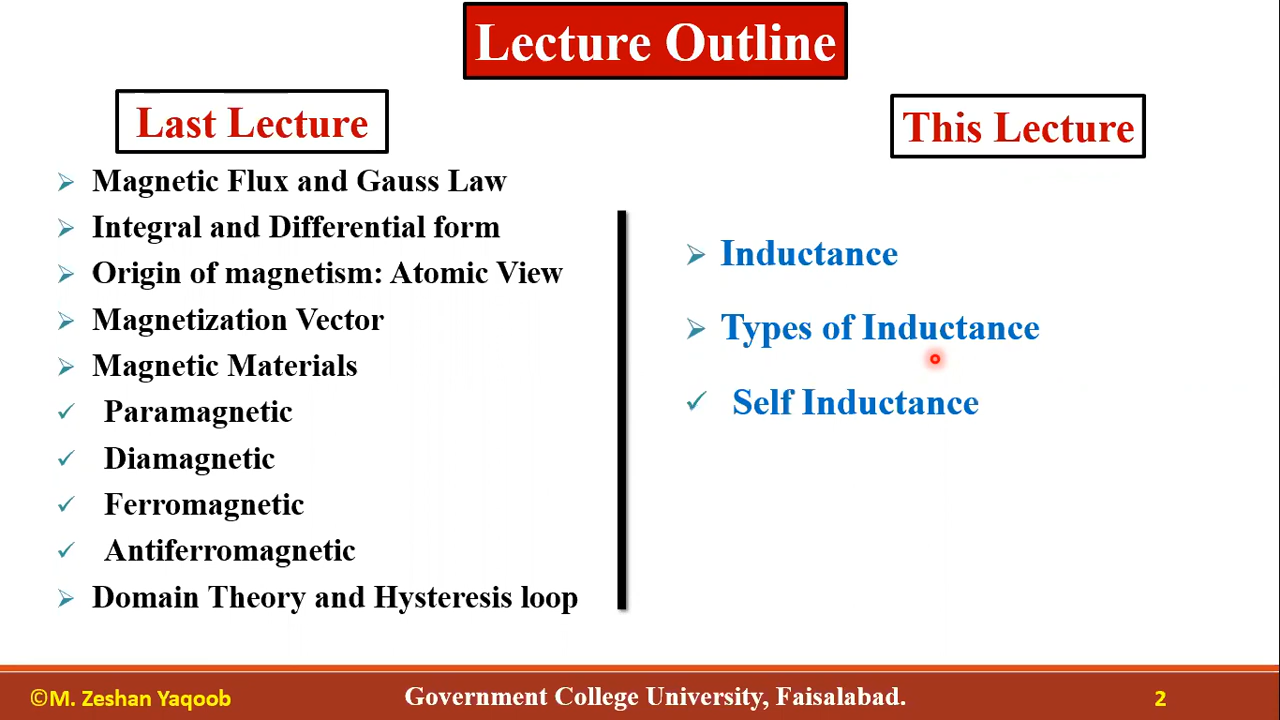 Lecture Outline
Last Lecture
Magnetic Flux and Gauss Law
Integral and Differential form
Origin of magnetism: Atomic View
Magnetization Vector
Magnetic Materials
Paramagnetic
Diamagnetic
Ferromagnetic
Antiferromagnetic
Domain Theory and Hysteresis loop
This Lecture
Inductance
Types of Inductance
Self Inductance
©M. Zeshan Yaqoob
Government College University, Faisalabad.
2